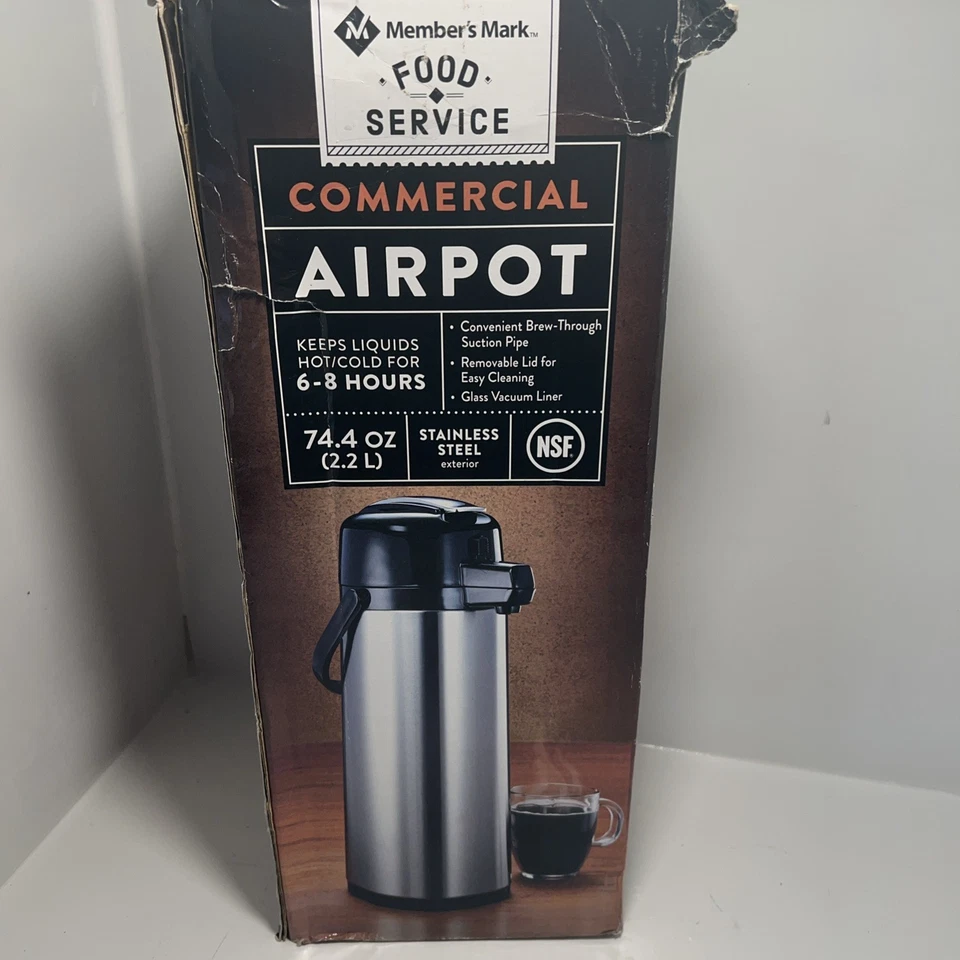 Member's Mark™
FOOD
SERVICE
COMMERCIAL
AIRPOT
KEEPS LIQUIDS
HOT/COLD FOR
6-8 HOURS
• Convenient Brew-Through
Suction Pipe
• Removable Lid for
Easy Cleaning
• Glass Vacuum Liner
74.4 OZ
(2.2 L)
STAINLESS
STEEL
exterior
NSF